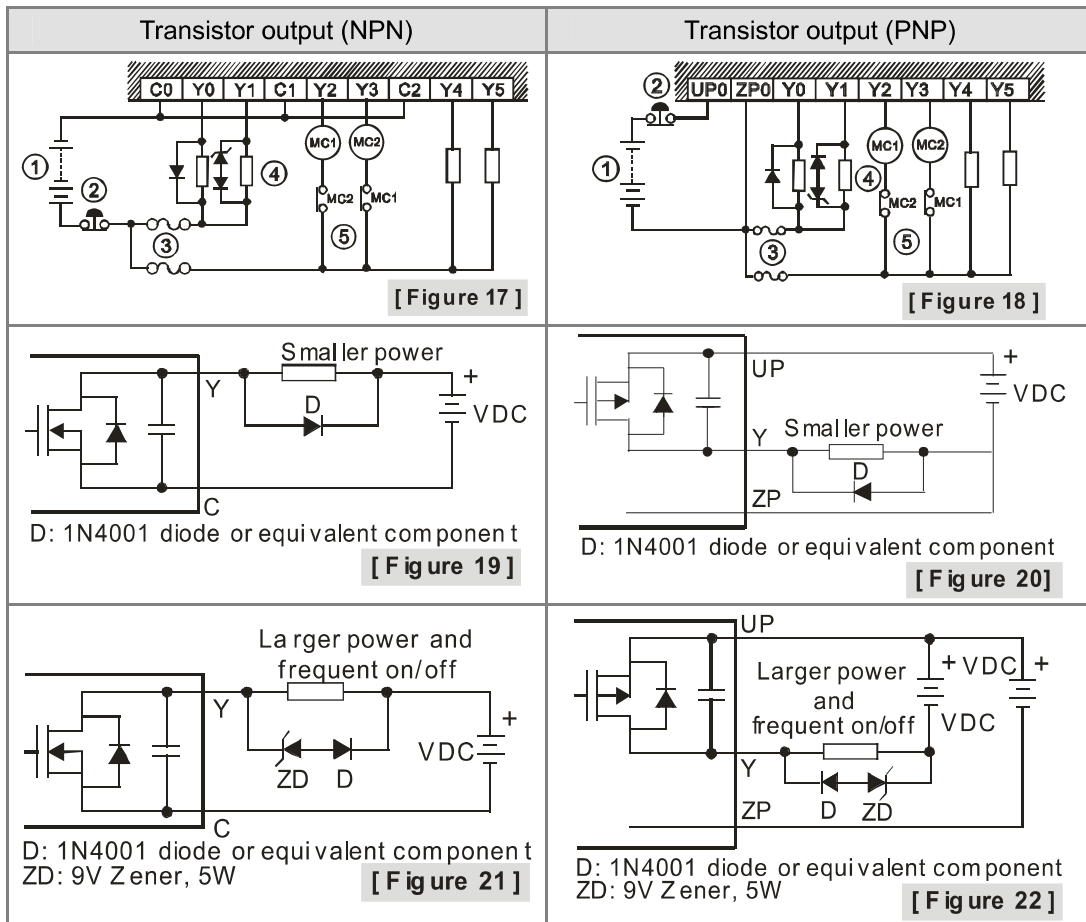 Transistor output (NPN)
Transistor output (PNP)
C0 Y0 Y1 C1 Y2 Y3 C2 Y4 Y5
①
②
③
④
⑤
MC1
MC2
MC2
MC1
[ Figure 17 ]
UP0 ZP0 Y0 Y1 Y2 Y3 Y4 Y5
②
①
③
④
⑤
MC1
MC2
MC2
MC1
[ Figure 18 ]
Smaller power
Y
D
+
VDC
C
D: 1N4001 diode or equivalent component
[ Figure 19 ]
UP
+
VDC
Y
Smaller power
D
ZP
D: 1N4001 diode or equivalent component
[ Figure 20]
Larger power and
frequent on/off
Y
+
VDC
ZD D
C
D: 1N4001 diode or equivalent component
ZD: 9V Zener, 5W
[ Figure 21 ]
UP
Larger power
and
frequent on/off
+ VDC +
VDC
Y
D ZD
ZP
D: 1N4001 diode or equivalent component
ZD: 9V Zener, 5W
[ Figure 22 ]